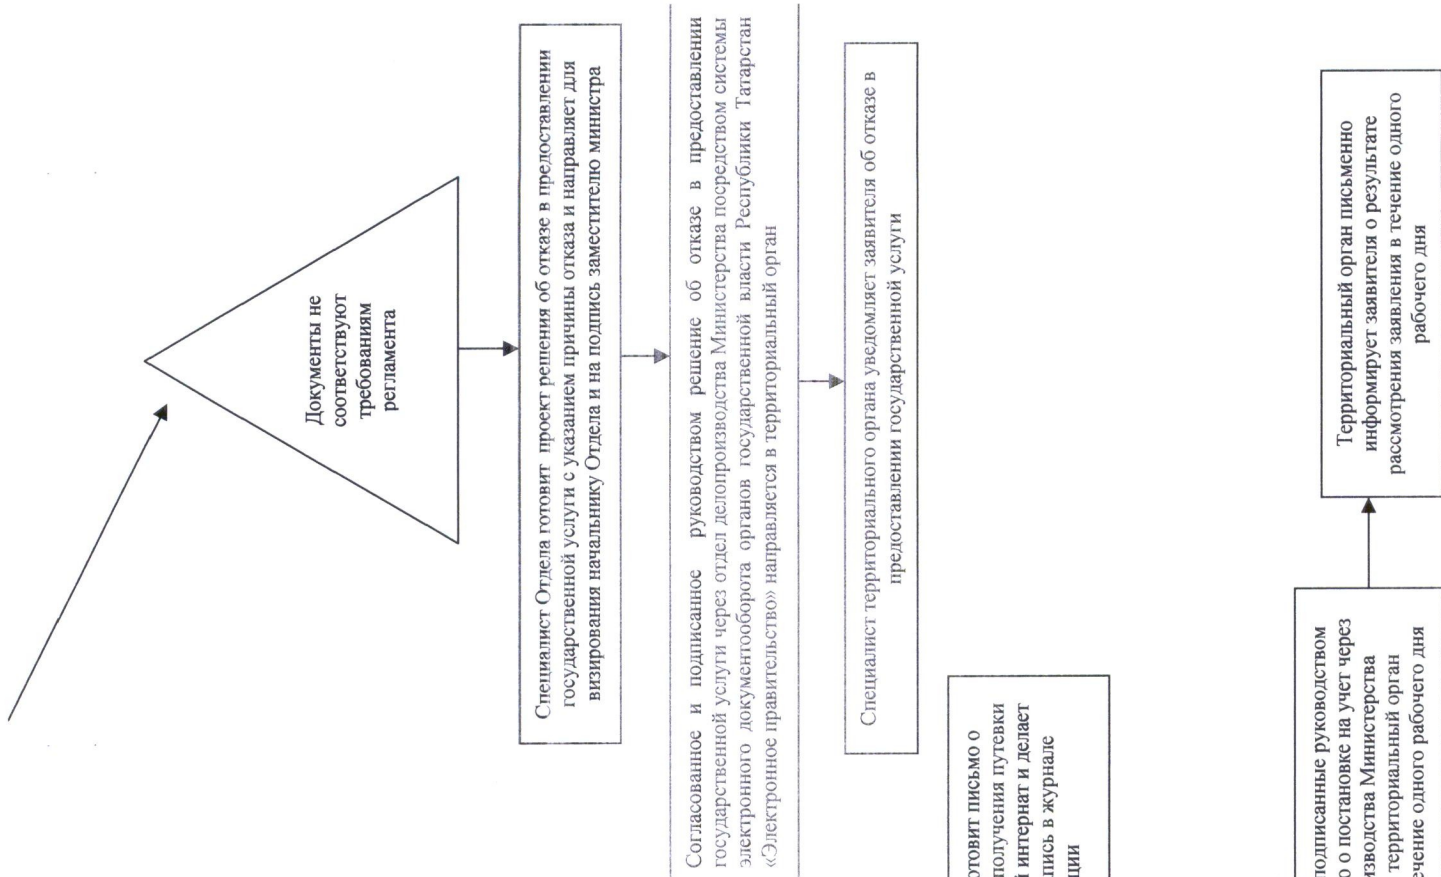 Документы не
соответствуют
требованиям
регламента
Специалист Отдела готовит проект решения об отказе в предоставлении
государственной услуги с указанием причины отказа и направляет для
визирования начальнику Отдела и на подпись заместителю министра
Согласованное и подписанное руководством решение об отказе в предоставлении
государственной услуги через отдел делопроизводства Министерства посредством системы
электронного документооборота органов государственной власти Республики Татарстан
«Электронное правительство» направляется в территориальный орган
Специалист территориального органа уведомляет заявителя об отказе в
предоставлении государственной услуги
отовит письмо о
получения путевки
й интернат и делает
пись в журнале
ции
подписанные руководством
о о постановке на учет через
изводства Министерства
территориальный орган
ечение одного рабочего дня
Территориальный орган письменно
информирует заявителя о результате
рассмотрения заявления в течение одного
рабочего дня